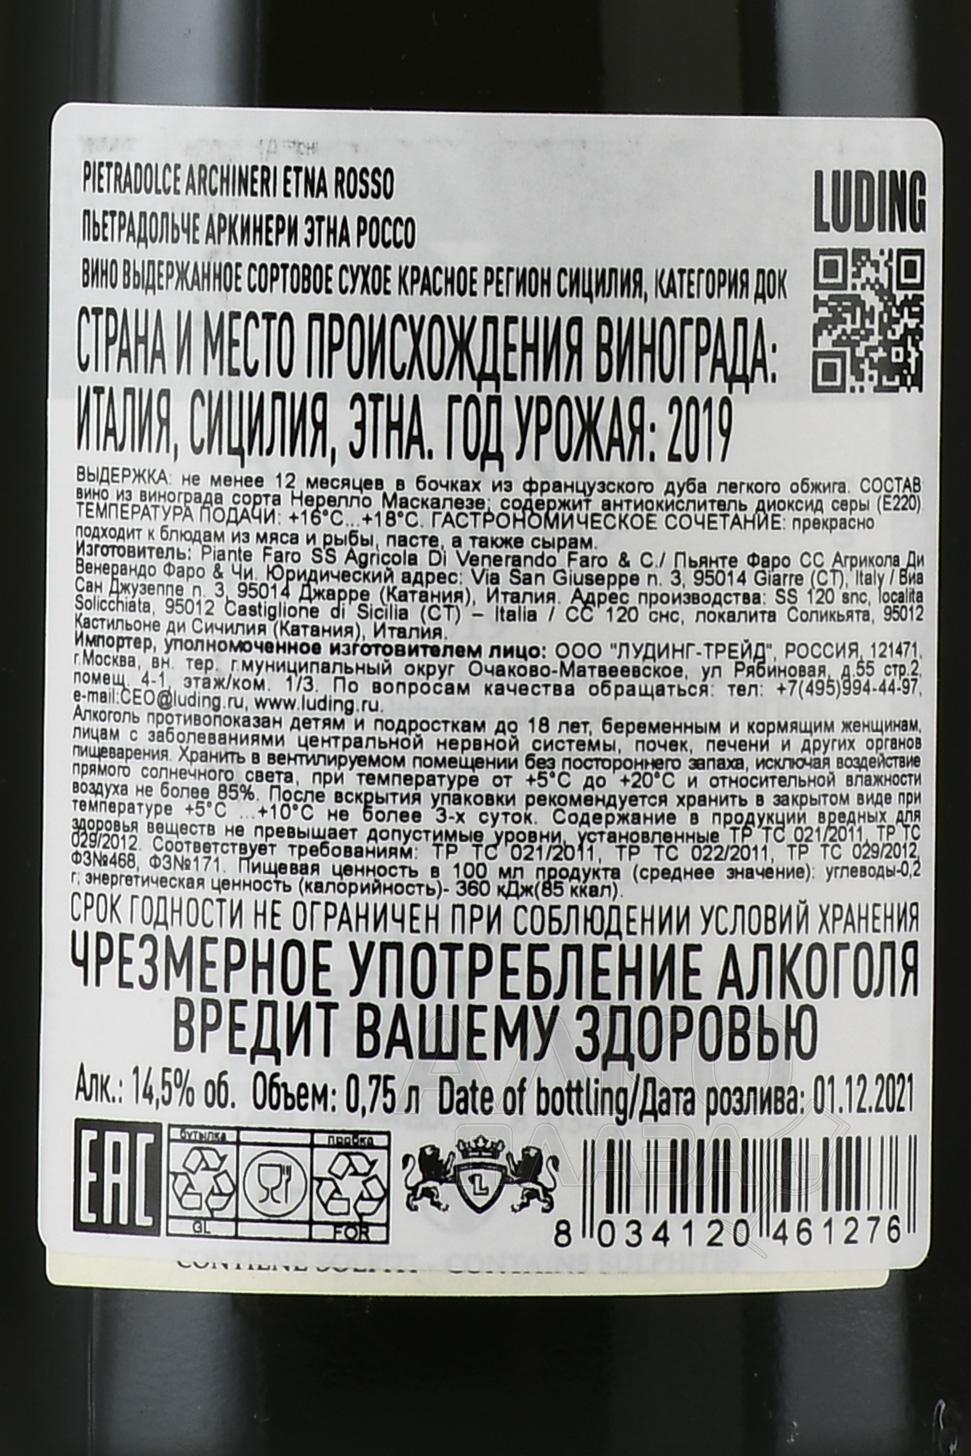 PIETRADOLCE ARCHINERI ETNA ROSSO
ПЬЕТРАДОЛЬЧЕ АРКИНЕРИ ЭТНА РОССО
LUDING
ВИНО ВЫДЕРЖАННОЕ СОРТОВОЕ СУХОЕ КРАСНОЕ РЕГИОН СИЦИЛИЯ, КАТЕГОРИЯ ДОК
СТРАНА И МЕСТО ПРОИСХОЖДЕНИЯ ВИНОГРАДА:
ИТАЛИЯ, СИЦИЛИЯ, ЭТНА. ГОД УРОЖАЯ: 2019
ВЫДЕРЖКА: не менее 12 месяцев в бочках из французского дуба легкого обжига. СОСТАВ
вино из винограда сорта Нерелло Маскалезе; содержит антиокислитель диоксид серы (Е220)
ТЕМПЕРАТУРА ПОДАЧИ: +16°C...+18°C. ГАСТРОНОМИЧЕСКОЕ СОЧЕТАНИЕ: прекрасно
подходит к блюдам из мяса и рыбы, пасте, а также сырам.
Изготовитель: Piante Faro SS Agricola Di Venerando Faro & C./ Пьянте Фаро СС Агрикола Ди
Венерандо Фаро & Чи. Юридический адрес: Via San Giuseppe n. 3, 95014 Giarre (CT), Italy / Виа
Сан Джузеппе n. 3, 95014 Джарре (Катания), Италия. Адрес производства: SS 120 snc, localita
Solicchiata, 95012 Castiglione di Sicilia (CT) – Italia / СС 120 снс, локалита Соликьята, 95012
Кастильоне ди Сичилия (Катания), Италия.
Импортер, уполномоченное изготовителем лицо: ООО "ЛУДИНГ-ТРЕЙД", РОССИЯ, 121471,
г.Москва, вн. тер. г.муниципальный округ Очаково-Матвеевское, ул Рябиновая, д.55 стр.2,
помещ. 4-1, этаж/ком. 1/3. По вопросам качества обращаться: тел: +7(495)994-44-97,
e-mail:CEO@luding.ru, www.luding.ru.
Алкоголь противопоказан детям и подросткам до 18 лет, беременным и кормящим женщинам,
лицам с заболеваниями центральной нервной системы, почек, печени и других органов
пищеварения. Хранить в вентилируемом помещении без постороннего запаха, исключая воздействие
прямого солнечного света, при температуре от +5°C до +20°C и относительной влажности
воздуха не более 85%. После вскрытия упаковки рекомендуется хранить в закрытом виде при
температуре +5°C ...+10°C не более 3-х суток. Содержание в продукции вредных для
здоровья веществ не превышает допустимые уровни, установленные ТР ТС 021/2011, ТР ТС
029/2012. Соответствует требованиям: ТР ТС 021/2011, ТР ТС 022/2011, ТР ТС 029/2012,
ФЗ№468, ФЗ№171. Пищевая ценность в 100 мл продукта (среднее значение): углеводы-0,2
г; энергетическая ценность (калорийность)- 360 кДж(85 ккал).
СРОК ГОДНОСТИ НЕ ОГРАНИЧЕН ПРИ СОБЛЮДЕНИИ УСЛОВИЙ ХРАНЕНИЯ
ЧРЕЗМЕРНОЕ УПОТРЕБЛЕНИЕ АЛКОГОЛЯ
ВРЕДИТ ВАШЕМУ ЗДОРОВЬЮ
Алк.: 14,5% об. Объем: 0,75 л Date of bottling/Дата розлива: 01.12.2021
EAC
бутылка пробка
GL FOR
L
8 034120 461276
CONTIENE SOLFITI - CONTAINS SULPHITES